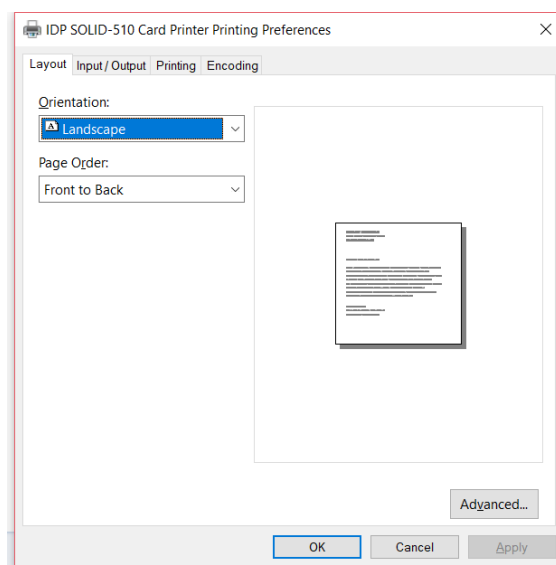 IDP SOLID-510 Card Printer Printing Preferences
Layout Input / Output Printing Encoding
Orientation:
Landscape
Page Order:
Front to Back
Advanced...
OK Cancel Apply